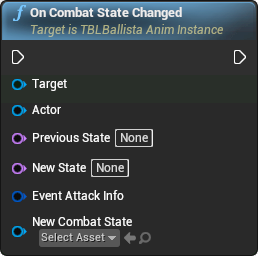 f On Combat State Changed
Target is TBLBallista Anim Instance
Target
Actor
Previous State None
New State None
Event Attack Info
New Combat State
Select Asset